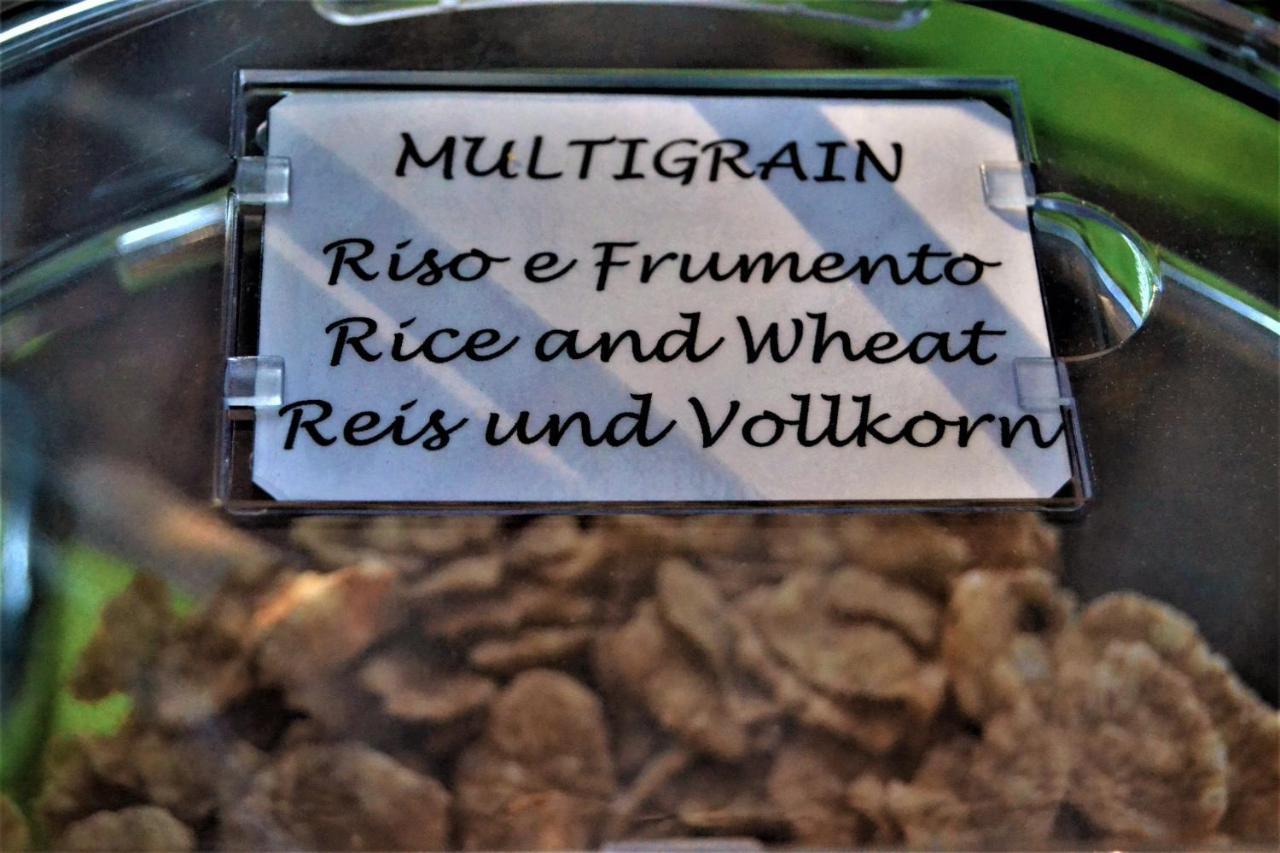 MULTIGRAIN
Riso e Frumento
Rice and Wheat
Reis und Vollkorn